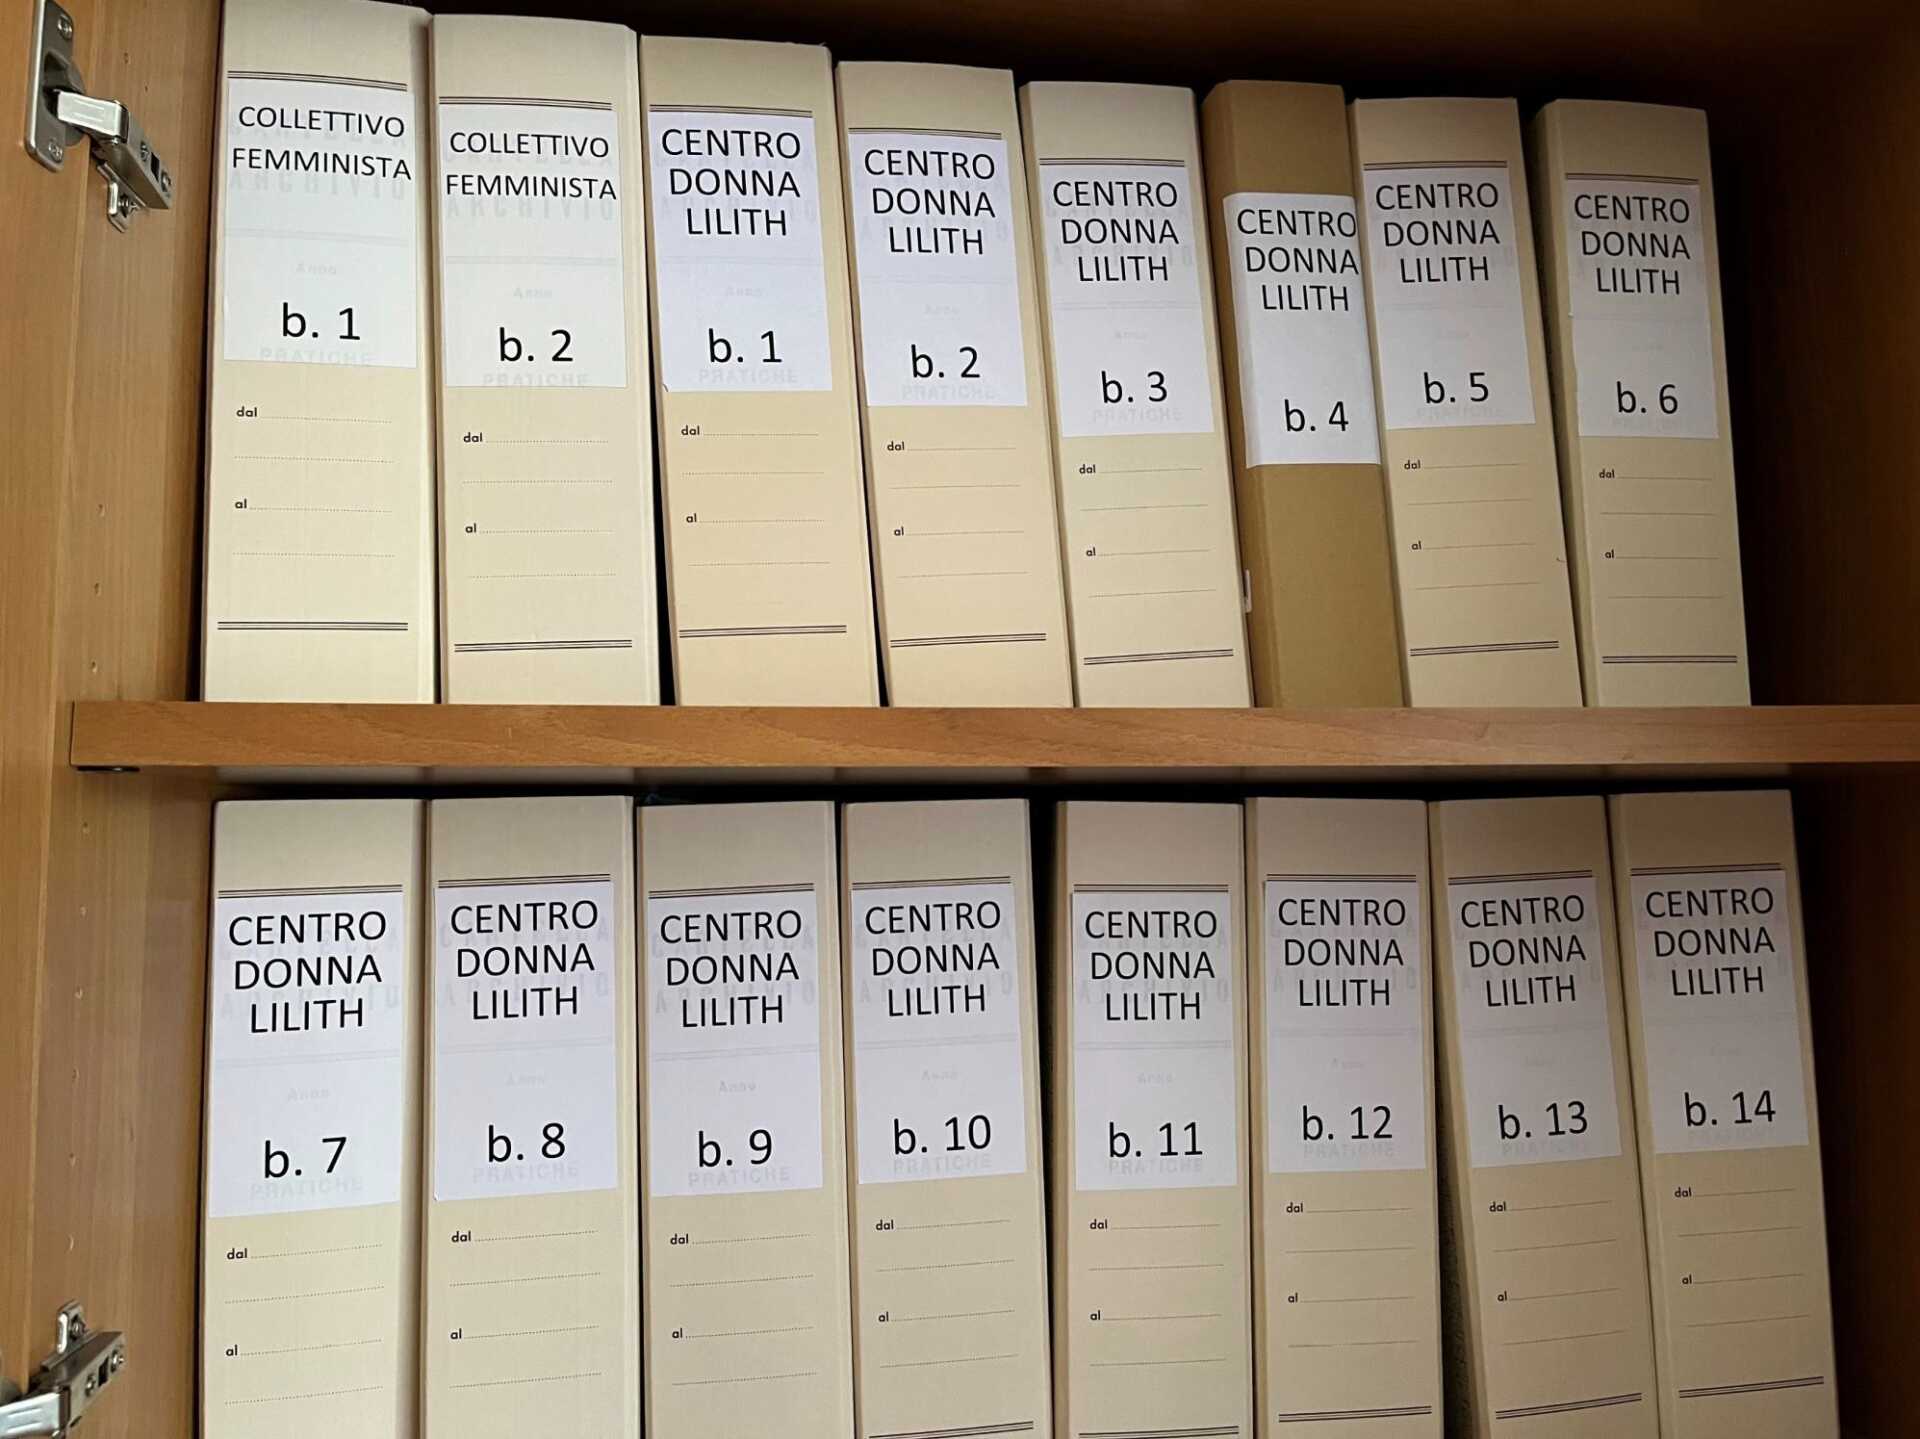 COLLETTIVO
FEMMINISTA
b. 1
dal
al
COLLETTIVO
FEMMINISTA
b. 2
dal
al
CENTRO
DONNA
LILITH
b. 1
dal
al
CENTRO
DONNA
LILITH
b. 2
dal
al
CENTRO
DONNA
LILITH
b. 3
dal
al
CENTRO
DONNA
LILITH
b. 4
CENTRO
DONNA
LILITH
b. 5
dal
al
CENTRO
DONNA
LILITH
b. 6
dal
al
CENTRO
DONNA
LILITH
b. 7
dal
al
CENTRO
DONNA
LILITH
b. 8
dal
al
CENTRO
DONNA
LILITH
b. 9
dal
al
CENTRO
DONNA
LILITH
b. 10
dal
al
CENTRO
DONNA
LILITH
b. 11
dal
al
CENTRO
DONNA
LILITH
b. 12
dal
al
CENTRO
DONNA
LILITH
b. 13
dal
al
CENTRO
DONNA
LILITH
b. 14
dal
al